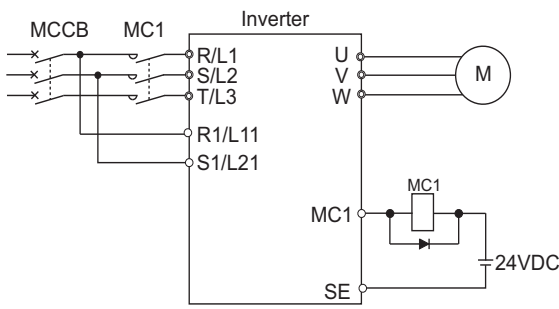 Inverter
MCCB MC1
R/L1 U
S/L2 V M
T/L3 W
R1/L11
S1/L21
MC1
MC1
24VDC
SE